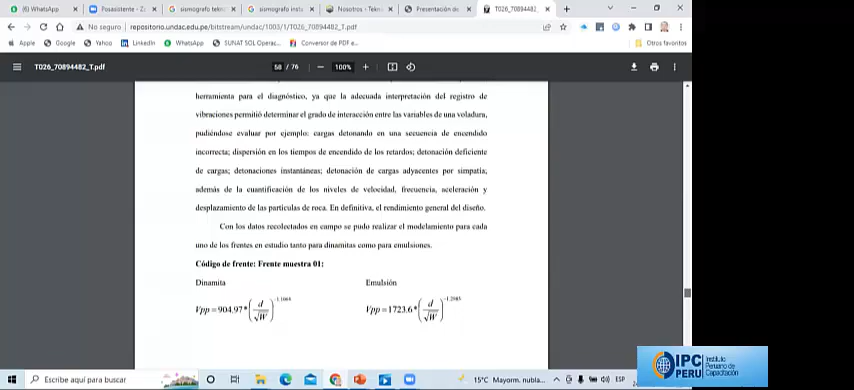 (6) WhatsApp
Posasistente - Z
sismografo tekn
sismografo insta
Nosotros - Tekn
Presentación de
T026_70894482_
No seguro | repositorio.undac.edu.pe/bitstream/undac/1003/1/T026_70894482_T.pdf
Apple Google Yahoo LinkedIn WhatsApp SUNAT SOL Operac... Conversor de PDF e... Otros favoritos
T026_70894482_T.pdf 58 / 76 — 100% +
herramienta para el diagnóstico, ya que la adecuada interpretación del registro de
vibraciones permitió determinar el grado de interacción entre las variables de una voladura,
pudiéndose evaluar por ejemplo: cargas detonando en una secuencia de encendido
incorrecta; dispersión en los tiempos de encendido de los retardos; detonación deficiente
de cargas; detonaciones instantáneas; detonación de cargas adyacentes por simpatía;
además de la cuantificación de los niveles de velocidad, frecuencia, aceleración y
desplazamiento de las partículas de roca. En definitiva, el rendimiento general del diseño.
Con los datos recolectados en campo se pudo realizar el modelamiento para cada
uno de los frentes en estudio tanto para dinamitas como para emulsiones.
Código de frente: Frente muestra 01:
Dinamita Emulsión
Vpp = 904.97 * (d/√W) Vpp = 1723.6 * (d/√W)
Escribe aquí para buscar
15°C Mayorm. nubla...
ESP
IPC PERU Instituto Peruano de Capacitación